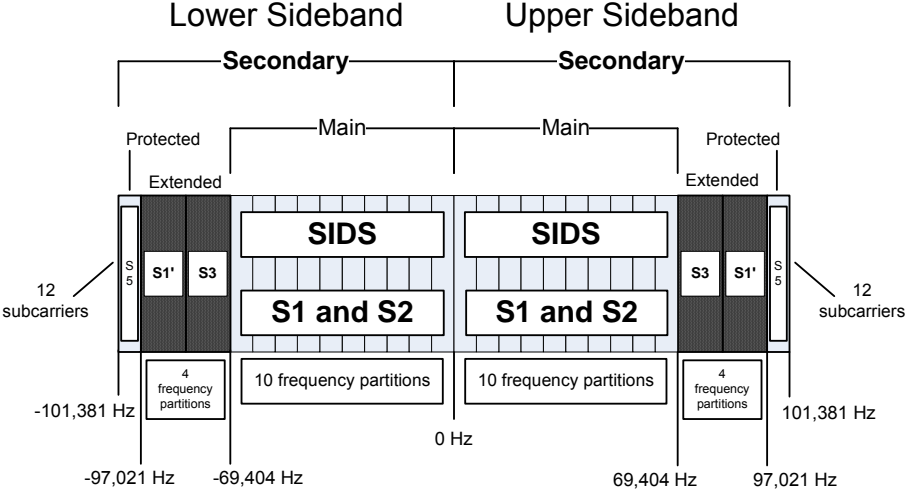 Lower Sideband Upper Sideband
Secondary Secondary
Main Main
Protected Protected
Extended Extended
SIDS SIDS
S5 S1' S3 S3 S1' S5
12 subcarriers
12 subcarriers
S1 and S2 S1 and S2
4 frequency partitions
10 frequency partitions 10 frequency partitions
4 frequency partitions
-101,381 Hz 101,381 Hz
0 Hz
-97,021 Hz -69,404 Hz 69,404 Hz 97,021 Hz